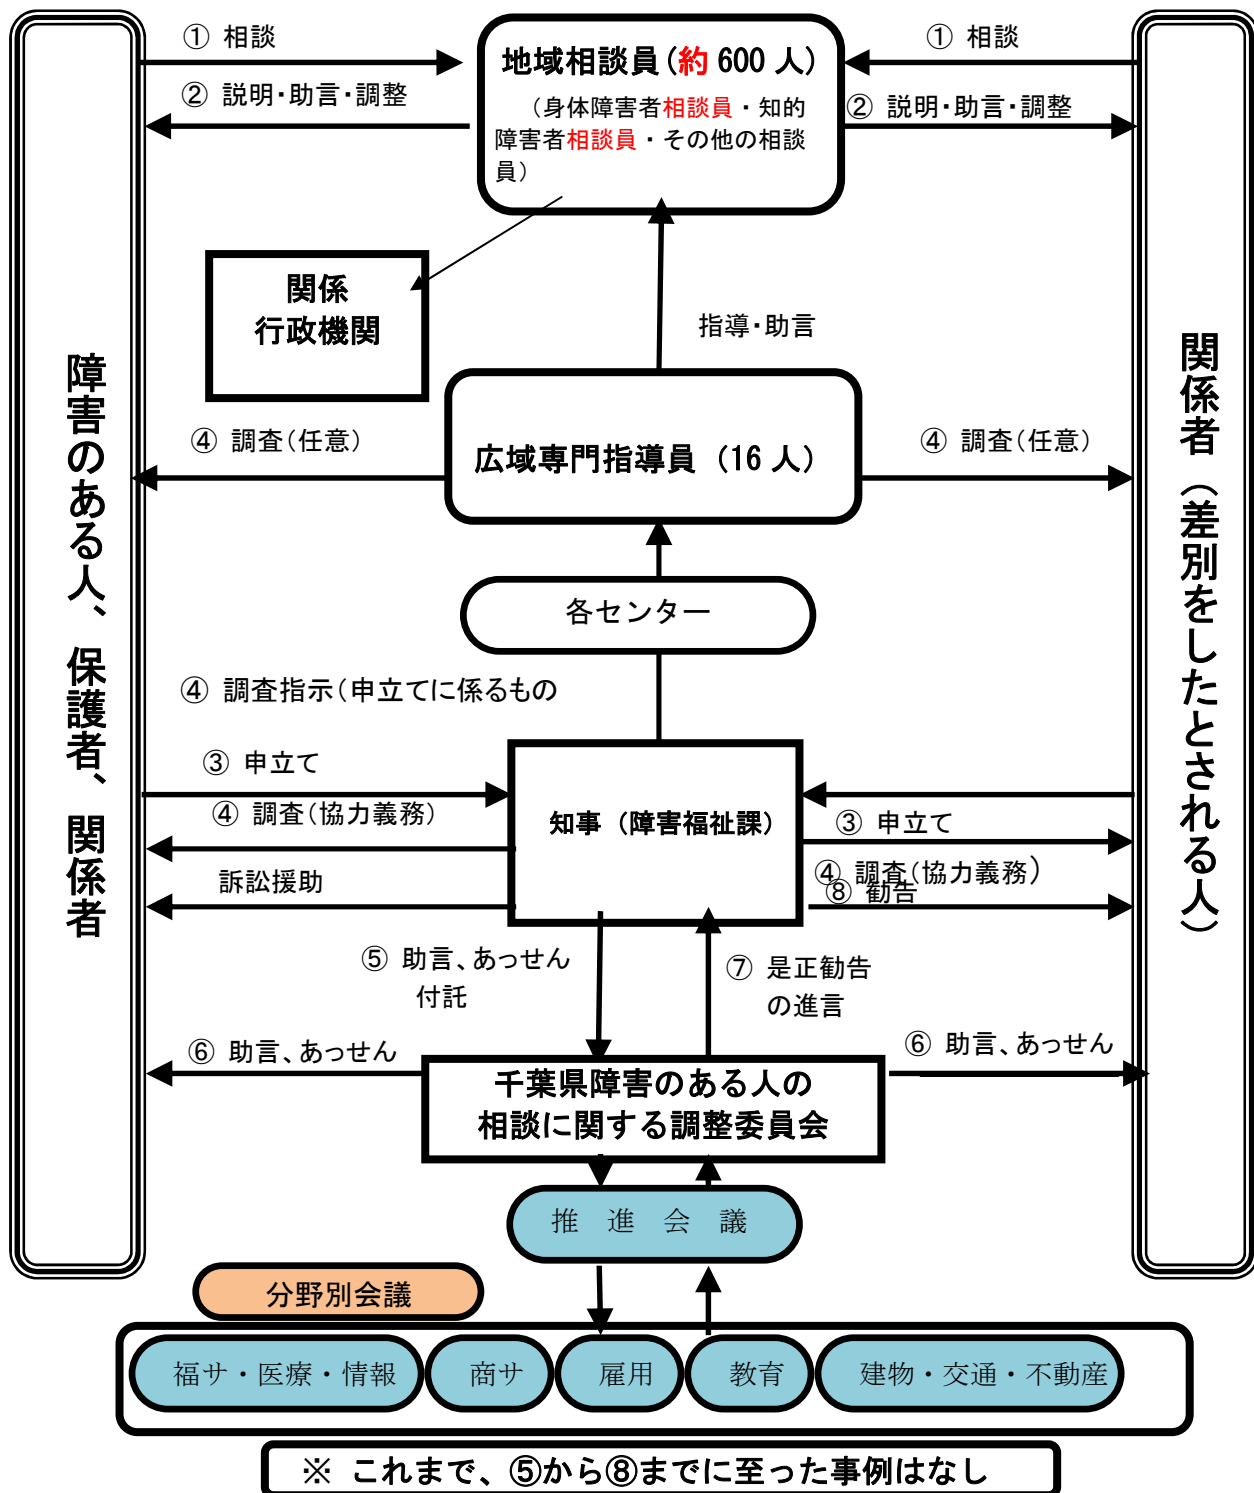 ① 相談
① 相談
地域相談員(約 600 人)
② 説明・助言・調整
② 説明・助言・調整
（身体障害者相談員・知的
障害者相談員・その他の相談
員）
関係
行政機関
指導・助言
障害のある人、保護者、関係者
関係者（差別をしたとされる人）
④ 調査(任意)
④ 調査(任意)
広域専門指導員（16 人）
各センター
④ 調査指示(申立てに係るもの
③ 申立て
④ 調査(協力義務)
知事（障害福祉課）
③ 申立て
訴訟援助
④ 調査(協力義務)
⑧ 勧告
⑤ 助言、あっせん
付託
⑦ 是正勧告
の進言
⑥ 助言、あっせん
⑥ 助言、あっせん
千葉県障害のある人の
相談に関する調整委員会
推 進 会 議
分野別会議
福サ・医療・情報
商サ
雇用
教育
建物・交通・不動産
※ これまで、⑤から⑧までに至った事例はなし